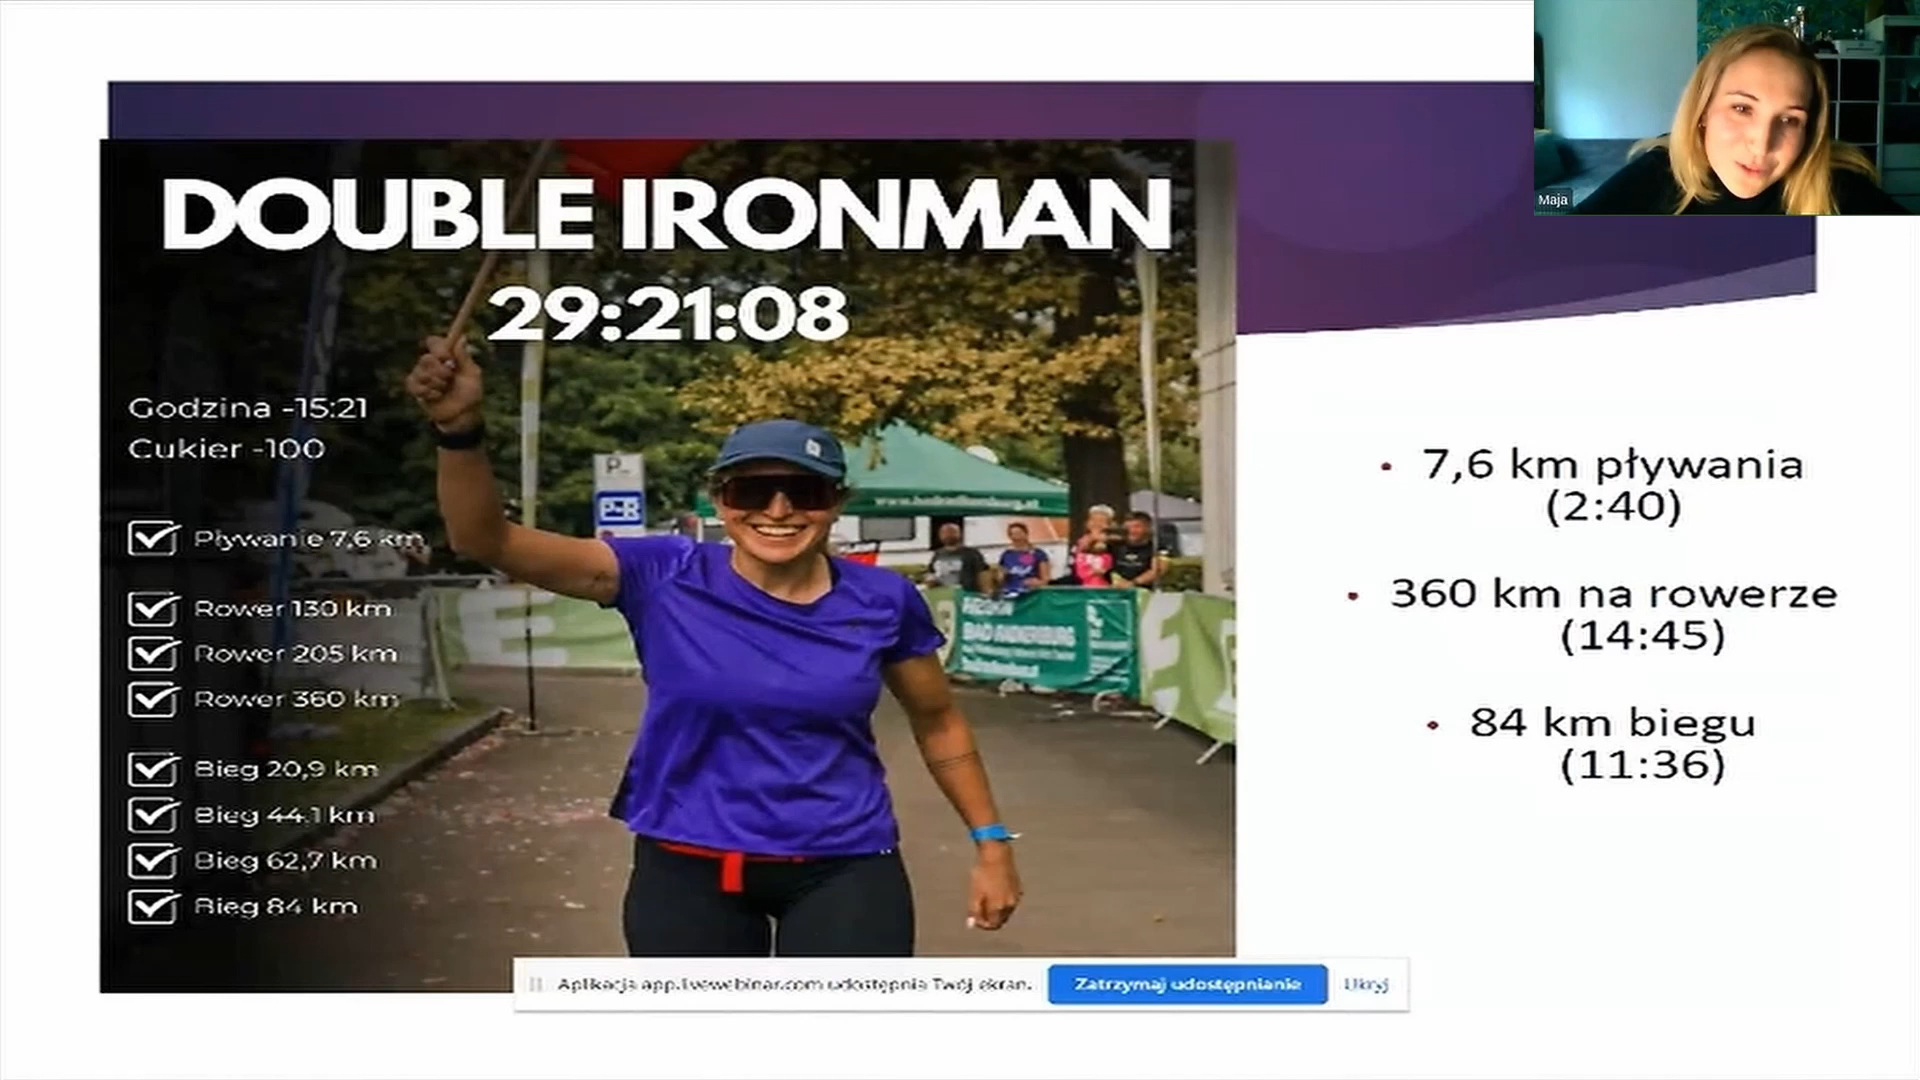 Maja
DOUBLE IRONMAN
29:21:08
Godzina -15:21
Cukier -100
Pływanie 7,6 km
Rower 130 km
Rower 205 km
Rower 360 km
Bieg 20,9 km
Bieg 44.1 km
Bieg 62,7 km
Bieg 84 km
P
P+R
BAD RADKERSBURG
• 7,6 km pływania
(2:40)
• 360 km na rowerze
(14:45)
• 84 km biegu
(11:36)
Aplikacja app.livewebinar.com udostępnia Twój ekran.
Zatrzymaj udostępnianie
Ukryj